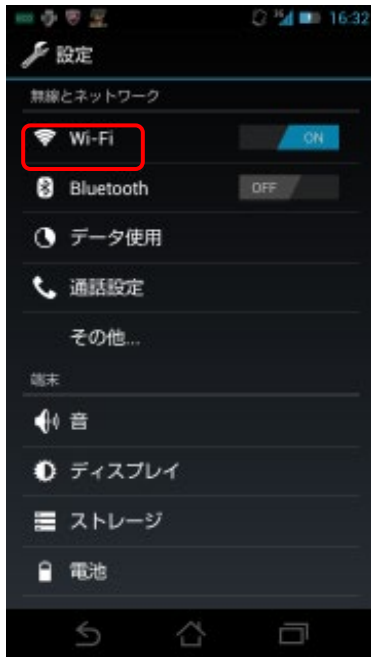 16:32
設定
無線とネットワーク
Wi-Fi
ON
Bluetooth
OFF
データ使用
通話設定
その他...
端末
音
ディスプレイ
ストレージ
電池